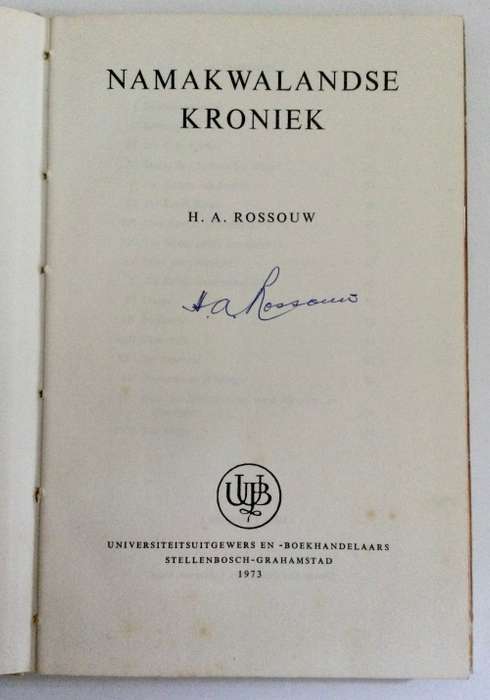 NAMAKWALANDSE
KRONIEK
H. A. ROSSOUW
H. A. Rossouw
UUB
UNIVERSITEITSUITGEWERS EN -BOEKHANDELAARS
STELLENBOSCH-GRAHAMSTAD
1973